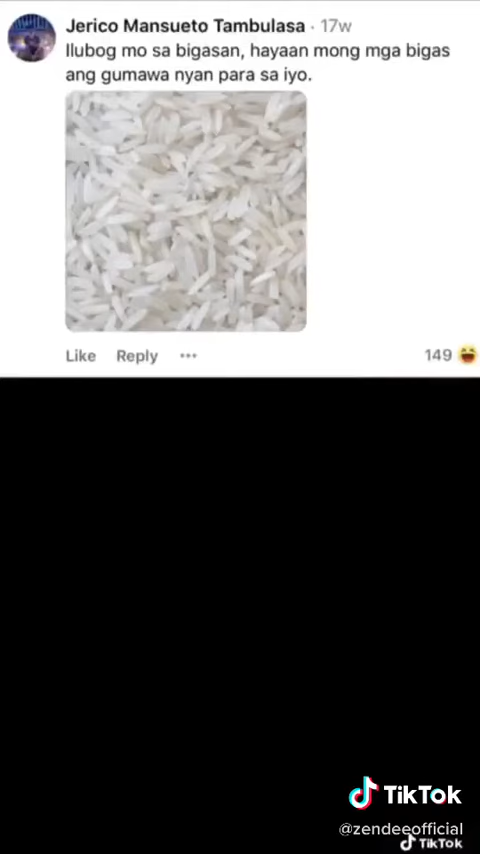 Jerico Mansueto Tambulasa · 17w
Ilubog mo sa bigasan, hayaan mong mga bigas
ang gumawa nyan para sa iyo.
Like Reply ••• 149
TikTok
@zendeeofficial
TikTok